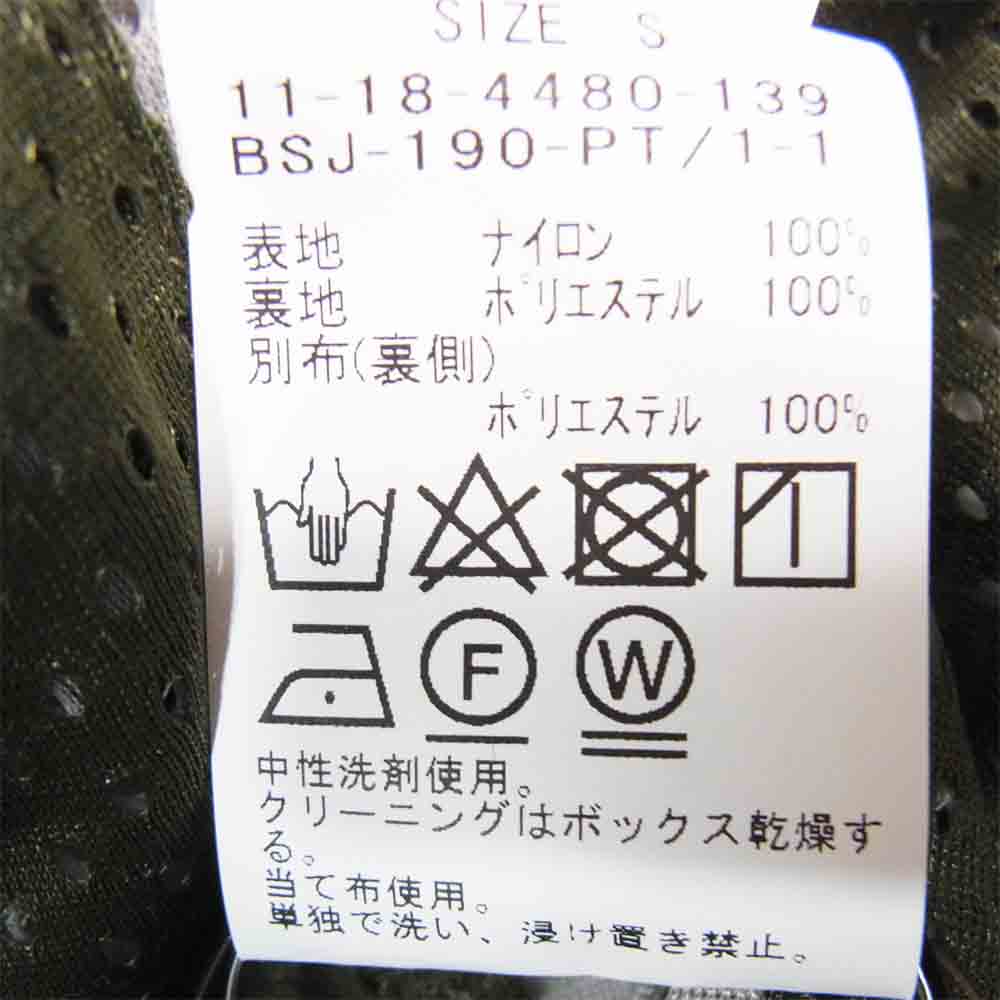 SIZE S
11-18-4480-139
BSJ-190-PT/1-1
表地 ナイロン 100%
裏地 ポリエステル 100%
別布(裏側)
ポリエステル 100%
F W
中性洗剤使用。
クリーニングはボックス乾燥す
る。
当て布使用。
単独で洗い、浸け置き禁止。